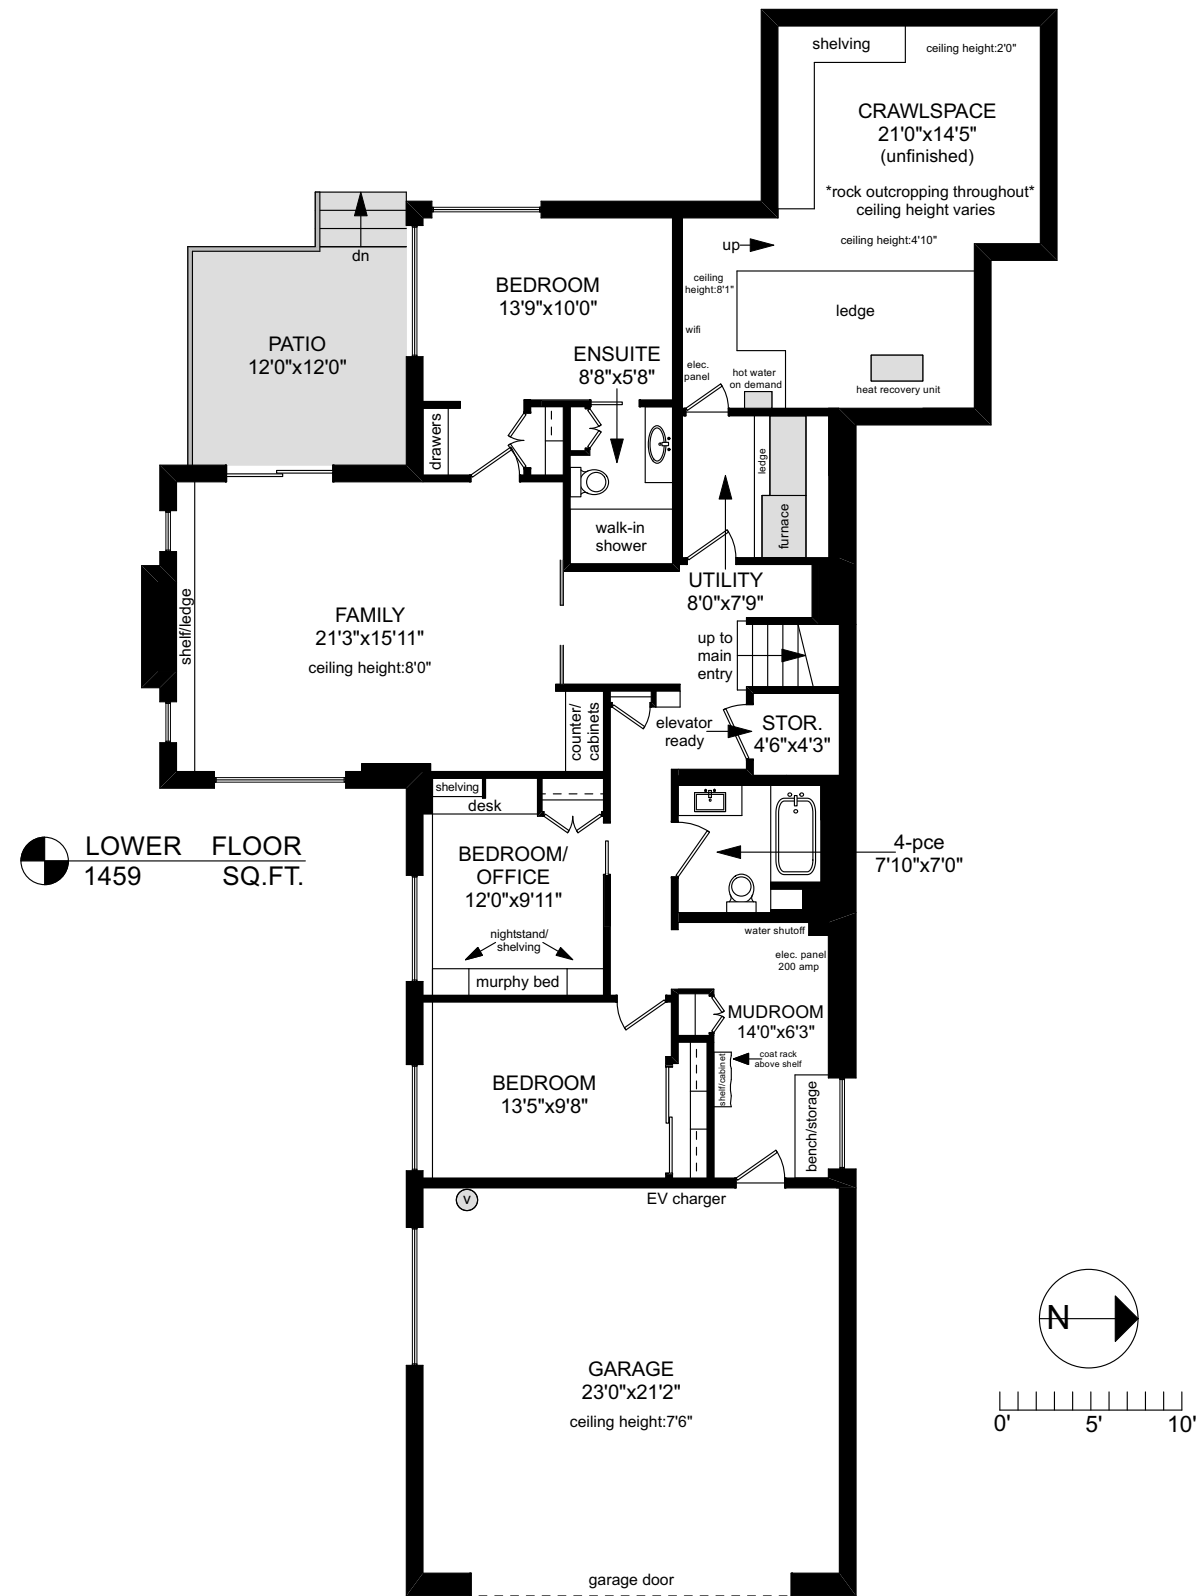 shelving
ceiling height:2'0"
CRAWLSPACE
21'0"x14'5"
(unfinished)
*rock outcropping throughout*
ceiling height varies
ceiling height:4'10"
up
dn
ceiling
height:8'1"
BEDROOM
13'9"x10'0"
ledge
wifi
PATIO
12'0"x12'0"
ENSUITE
8'8"x5'8"
elec.
panel
hot water
on demand
heat recovery unit
drawers
ledge
furnace
walk-in
shower
UTILITY
8'0"x7'9"
shelf/ledge
FAMILY
21'3"x15'11"
ceiling height:8'0"
up to
main
entry
counter/
cabinets
elevator
ready
STOR.
4'6"x4'3"
shelving
desk
LOWER FLOOR
1459 SQ.FT.
BEDROOM/
OFFICE
12'0"x9'11"
4-pce
7'10"x7'0"
nightstand/
shelving
murphy bed
water shutoff
elec. panel
200 amp
MUDROOM
14'0"x6'3"
coat rack
above shelf
shelf/cabinet
BEDROOM
13'5"x9'8"
bench/storage
V
EV charger
N
GARAGE
23'0"x21'2"
ceiling height:7'6"
0' 5' 10'
garage door